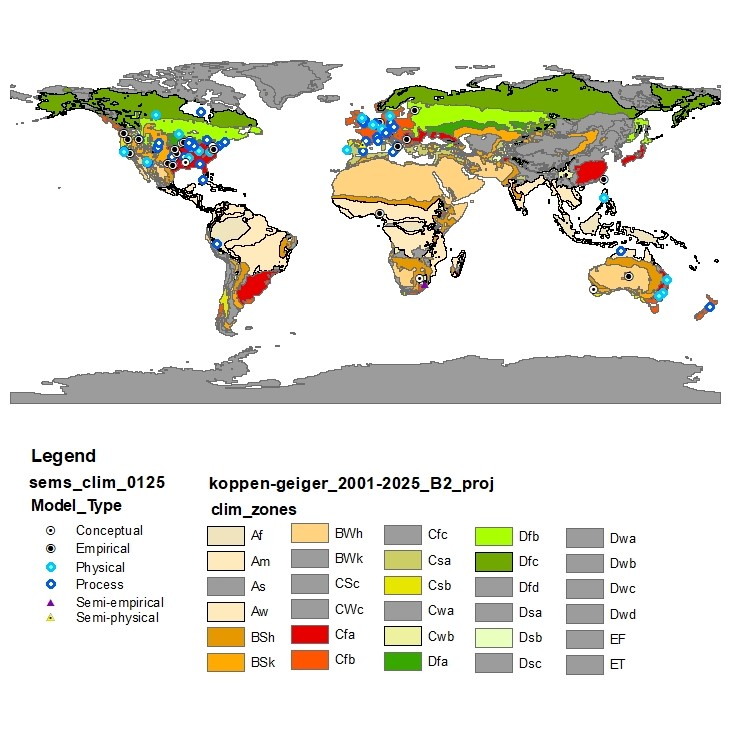 Legend
sems_clim_0125
Model_Type
Conceptual
Empirical
Physical
Process
Semi-empirical
Semi-physical
koppen-geiger_2001-2025_B2_proj
clim_zones
Af
Am
As
Aw
BSh
BSk
BWh
BWk
CSc
CWc
Cfa
Cfb
Cfc
Csa
Csb
Cwa
Cwb
Dfa
Dfb
Dfc
Dfd
Dsa
Dsb
Dsc
Dwa
Dwb
Dwc
Dwd
EF
ET